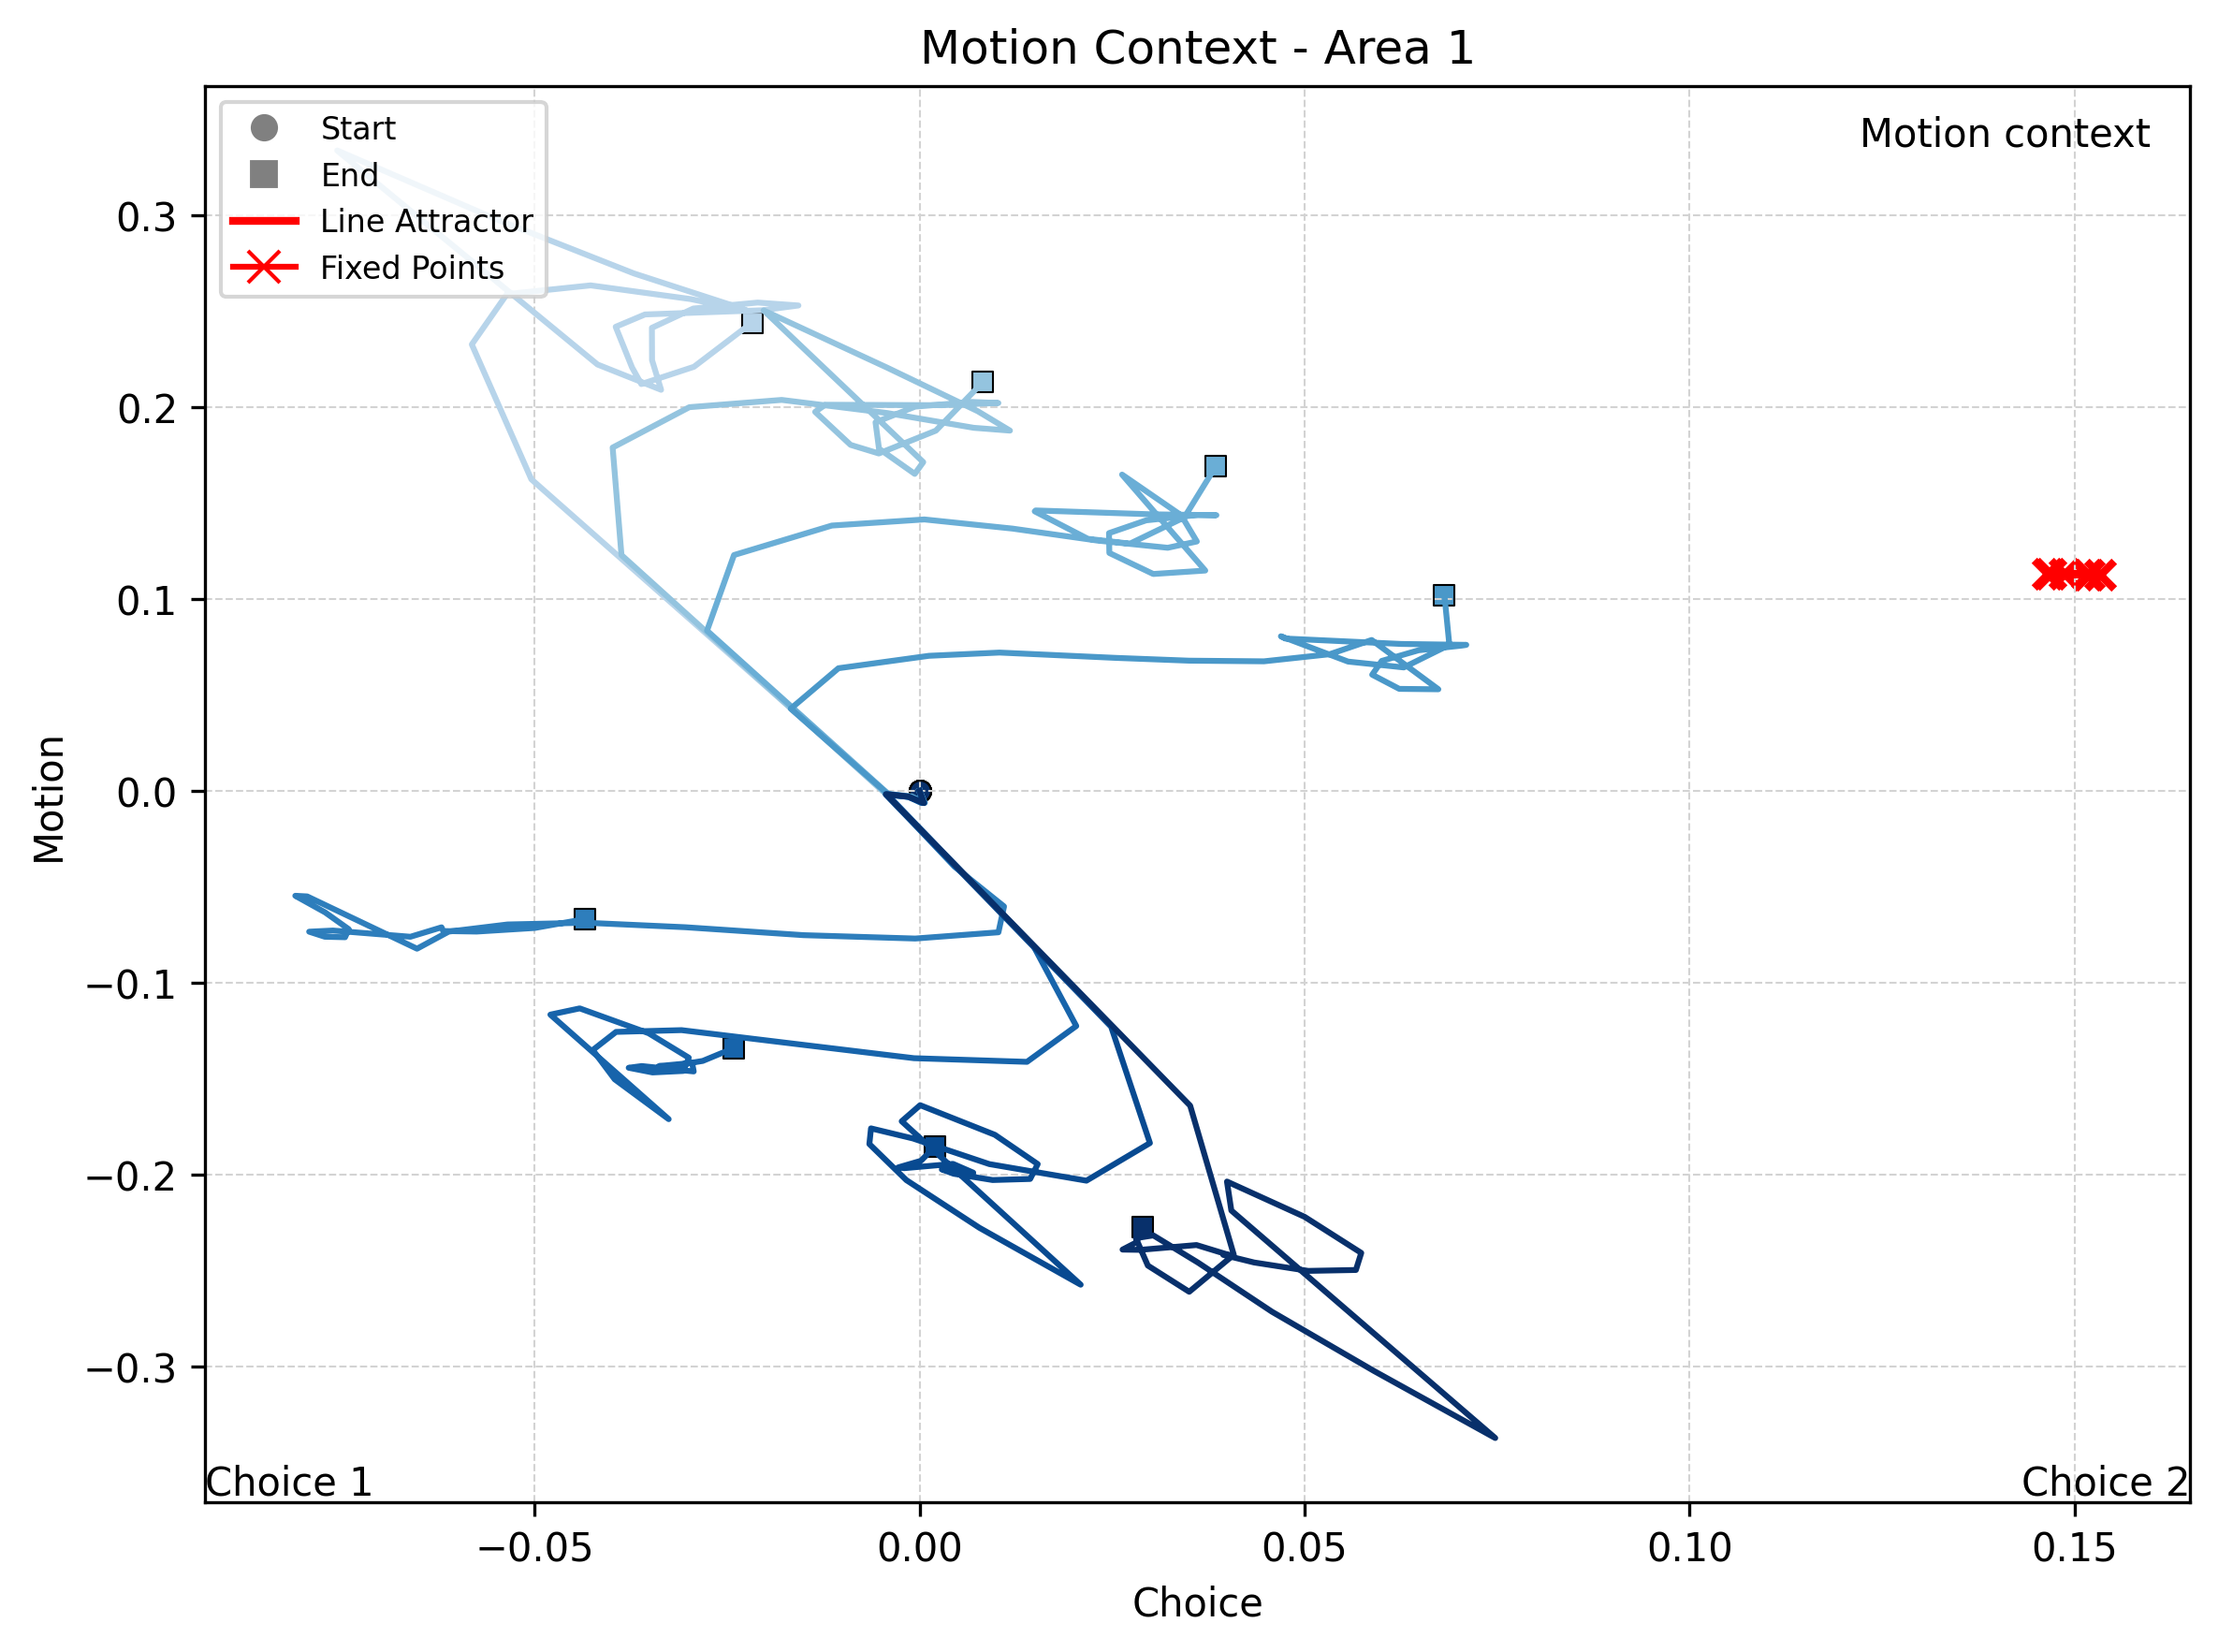 Motion Context - Area 1
Start
End
Line Attractor
Fixed Points
Motion context
0.3
0.2
0.1
0.0
−0.1
−0.2
−0.3
Motion
Choice 1
Choice 2
−0.05
0.00
0.05
0.10
0.15
Choice